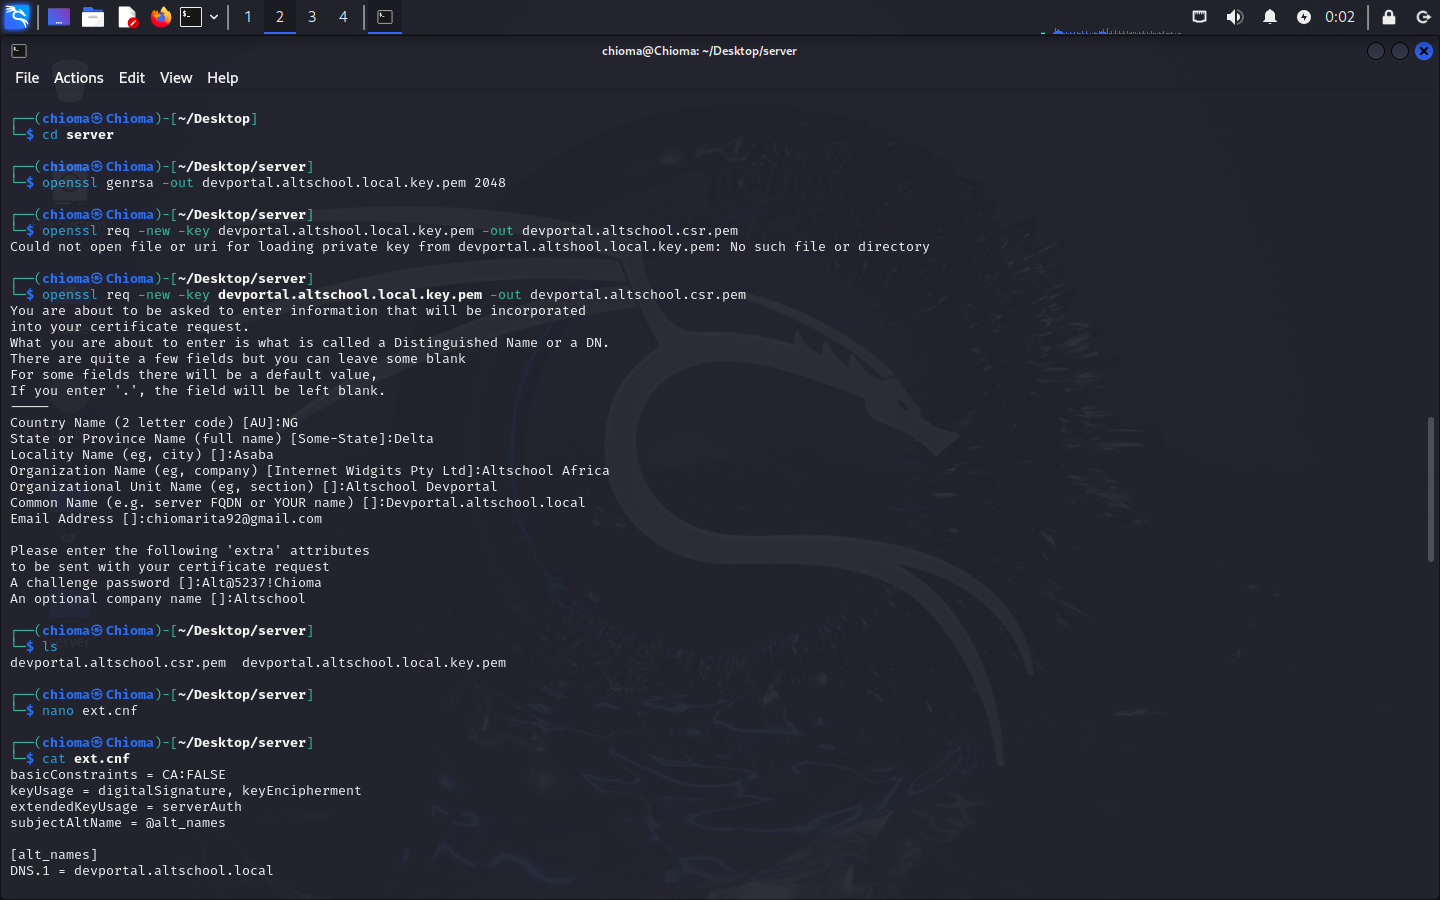 1 2 3 4
0:02
chioma@Chioma: ~/Desktop/server
File Actions Edit View Help
┌──(chioma㉿Chioma)-[~/Desktop]
└─$ cd server
┌──(chioma㉿Chioma)-[~/Desktop/server]
└─$ openssl genrsa -out devportal.altschool.local.key.pem 2048
┌──(chioma㉿Chioma)-[~/Desktop/server]
└─$ openssl req -new -key devportal.altshool.local.key.pem -out devportal.altschool.csr.pem
Could not open file or uri for loading private key from devportal.altshool.local.key.pem: No such file or directory
┌──(chioma㉿Chioma)-[~/Desktop/server]
└─$ openssl req -new -key devportal.altschool.local.key.pem -out devportal.altschool.csr.pem
You are about to be asked to enter information that will be incorporated
into your certificate request.
What you are about to enter is what is called a Distinguished Name or a DN.
There are quite a few fields but you can leave some blank
For some fields there will be a default value,
If you enter '.', the field will be left blank.
-----
Country Name (2 letter code) [AU]:NG
State or Province Name (full name) [Some-State]:Delta
Locality Name (eg, city) []:Asaba
Organization Name (eg, company) [Internet Widgits Pty Ltd]:Altschool Africa
Organizational Unit Name (eg, section) []:Altschool Devportal
Common Name (e.g. server FQDN or YOUR name) []:Devportal.altschool.local
Email Address []:chiomarita92@gmail.com
Please enter the following 'extra' attributes
to be sent with your certificate request
A challenge password []:Alt@5237!Chioma
An optional company name []:Altschool
┌──(chioma㉿Chioma)-[~/Desktop/server]
└─$ ls
devportal.altschool.csr.pem  devportal.altschool.local.key.pem
┌──(chioma㉿Chioma)-[~/Desktop/server]
└─$ nano ext.cnf
┌──(chioma㉿Chioma)-[~/Desktop/server]
└─$ cat ext.cnf
basicConstraints = CA:FALSE
keyUsage = digitalSignature, keyEncipherment
extendedKeyUsage = serverAuth
subjectAltName = @alt_names
[alt_names]
DNS.1 = devportal.altschool.local